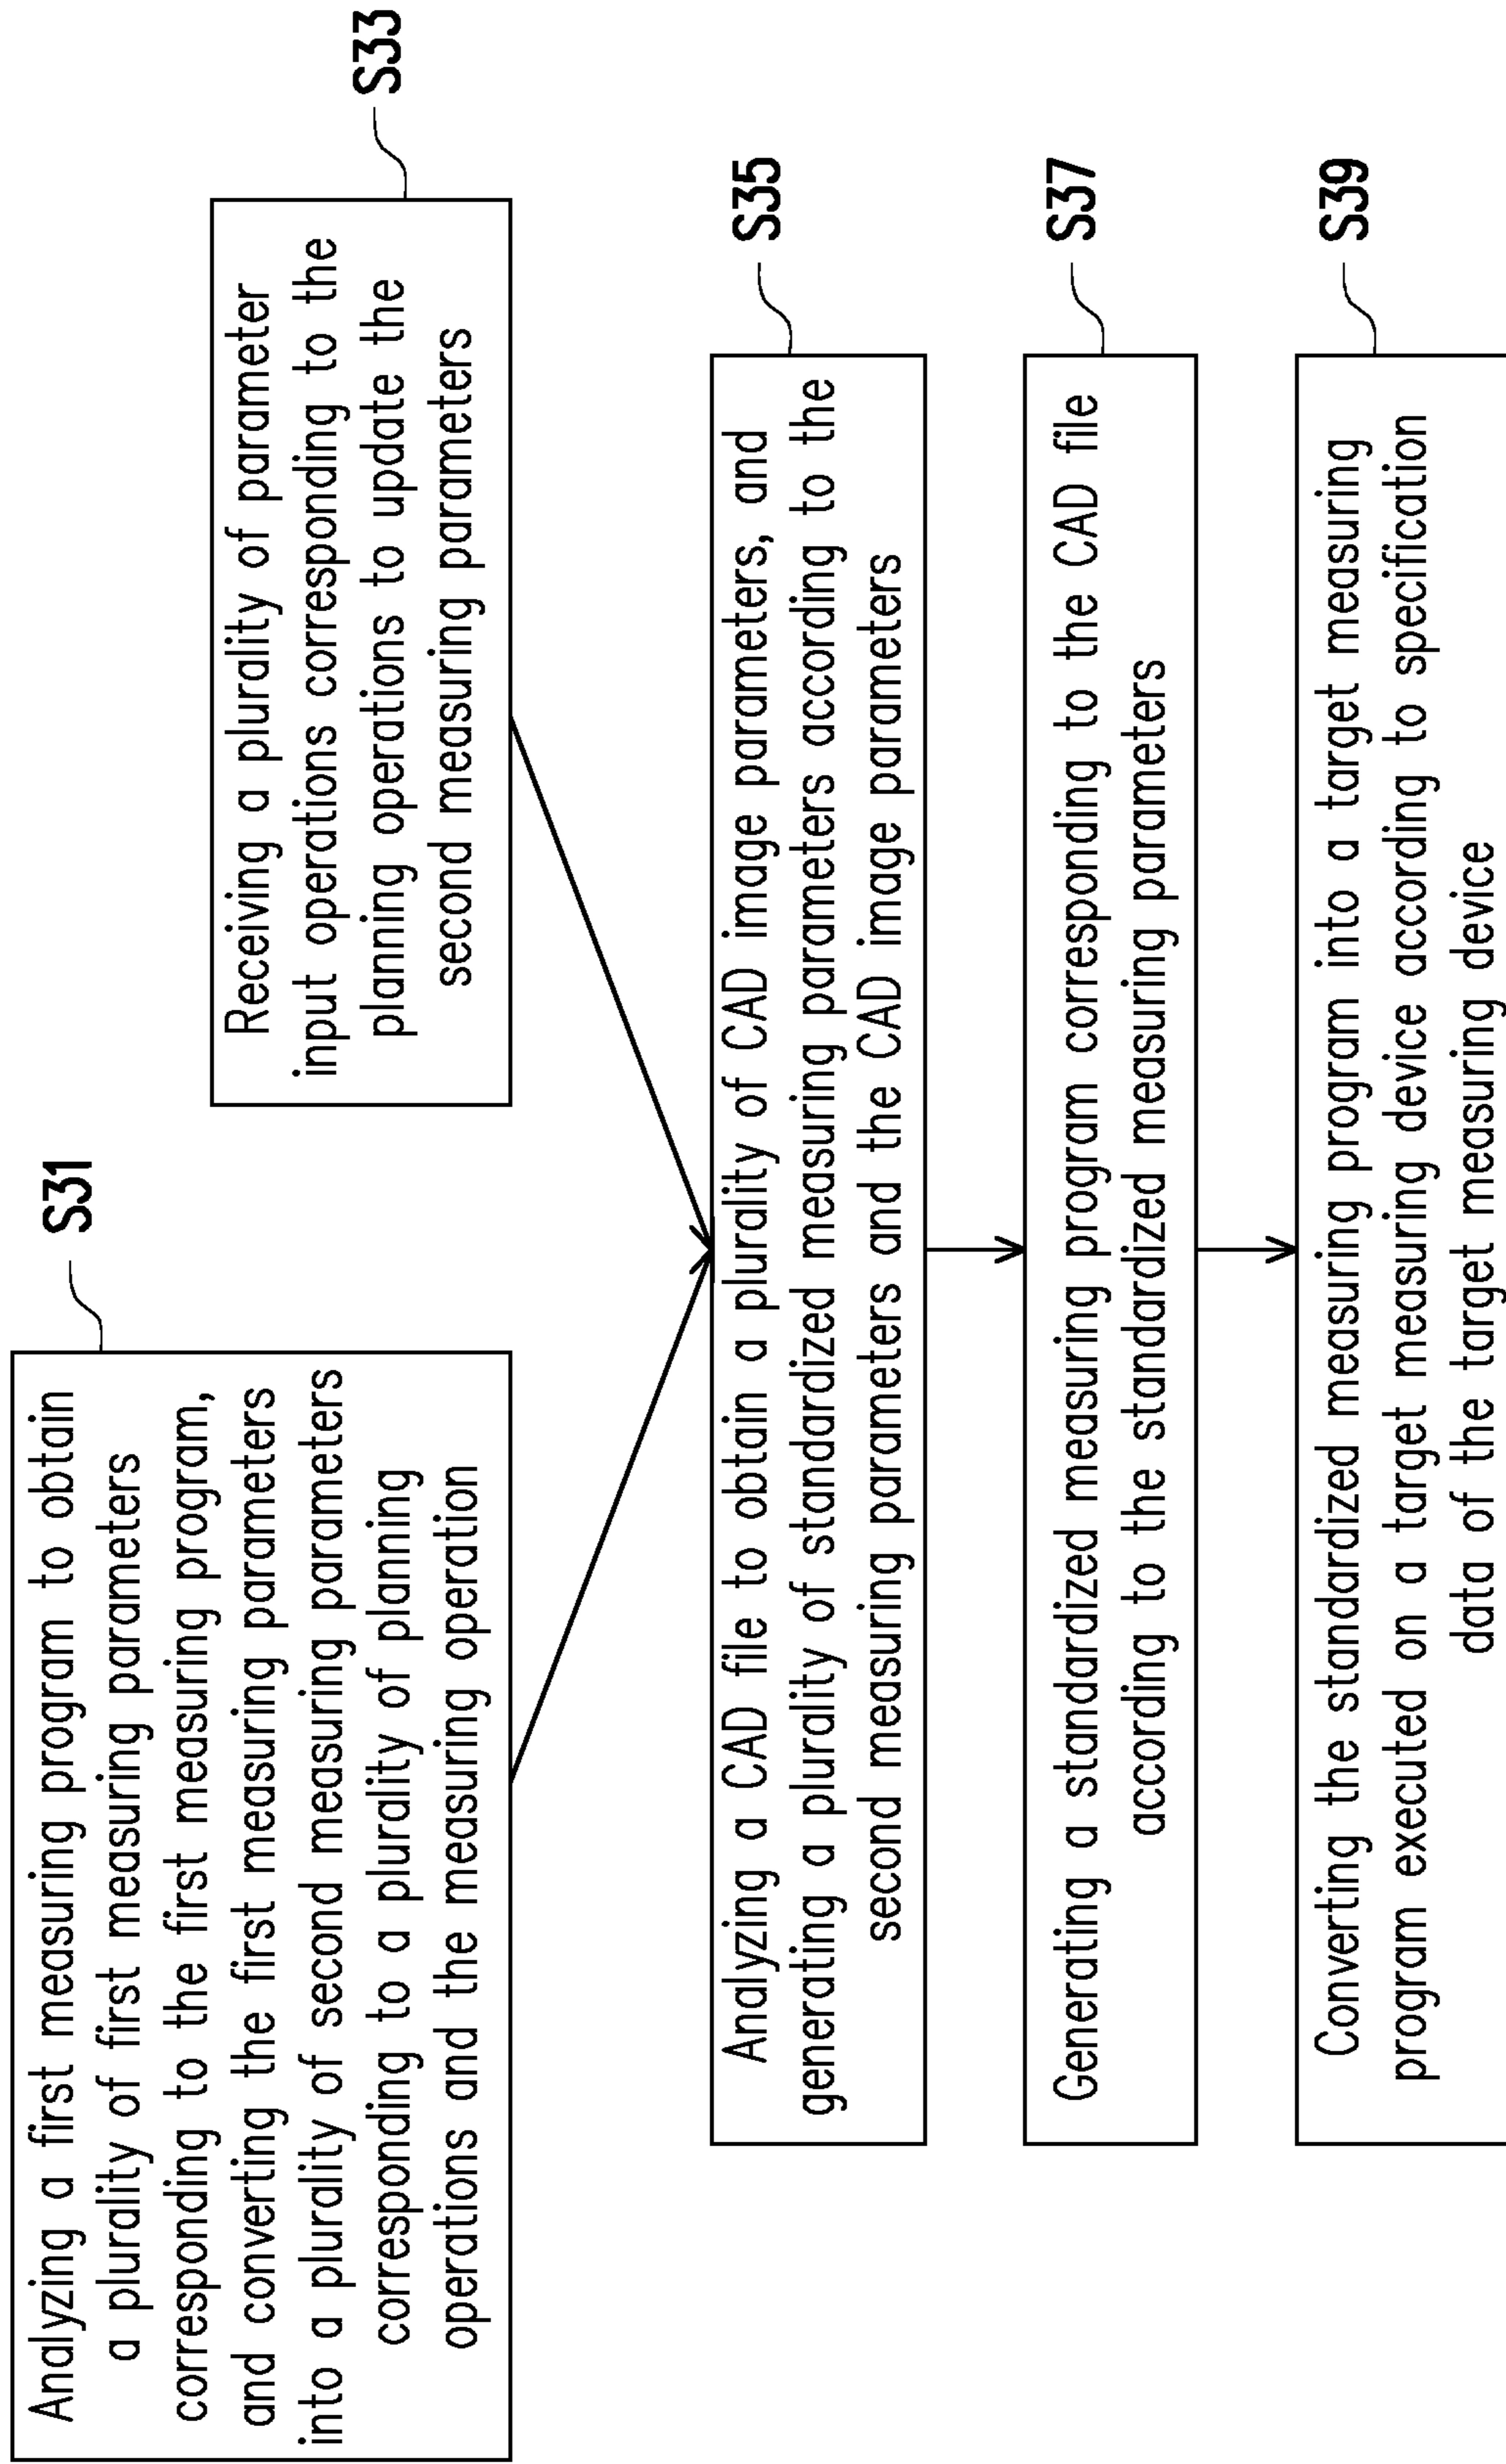 Analyzing a first measuring program to obtain
a plurality of first measuring parameters
corresponding to the first measuring program,
and converting the first measuring parameters
into a plurality of second measuring parameters
corresponding to a plurality of planning
operations and the measuring operation
S31
Receiving a plurality of parameter
input operations corresponding to the
planning operations to update the
second measuring parameters
S33
Analyzing a CAD file to obtain a plurality of CAD image parameters, and
generating a plurality of standardized measuring parameters according to the
second measuring parameters and the CAD image parameters
S35
Generating a standardized measuring program corresponding to the CAD file
according to the standardized measuring parameters
S37
Converting the standardized measuring program into a target measuring
program executed on a target measuring device according to specification
data of the target measuring device
S39